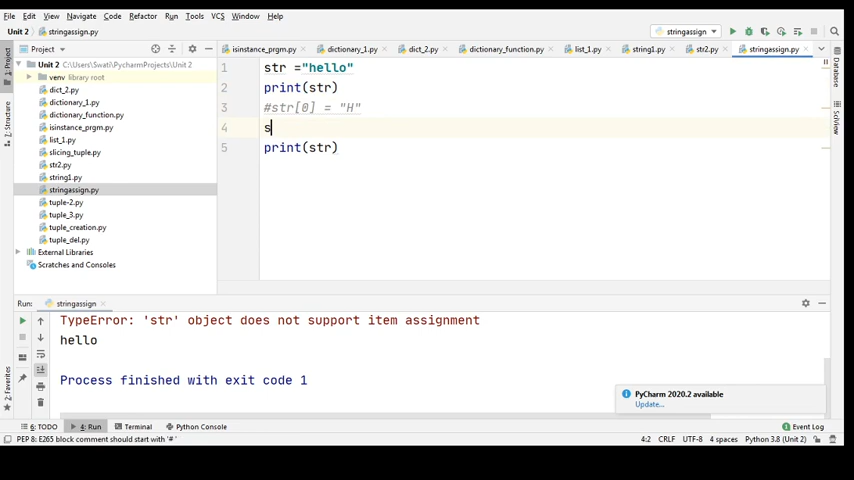 File Edit View Navigate Code Refactor Run Tools VCS Window Help
Unit 2 stringassign.py stringassign
Project isinstance_prgm.py dictionary_1.py dict_2.py dictionary_function.py list_1.py string1.py str2.py stringassign.py
Unit 2 C:\Users\Swati\PycharmProjects\Unit 2
venv library root
dict_2.py
dictionary_1.py
dictionary_function.py
isinstance_prgm.py
list_1.py
slicing_tuple.py
str2.py
string1.py
stringassign.py
tuple-2.py
tuple_3.py
tuple_creation.py
tuple_del.py
External Libraries
Scratches and Consoles
1 str ="hello"
2 print(str)
3 #str[0] = "H"
4 s
5 print(str)
1: Project
7: Structure
2: Favorites
Database
SciView
Run: stringassign
TypeError: 'str' object does not support item assignment
hello
Process finished with exit code 1
PyCharm 2020.2 available
Update...
6: TODO 4: Run Terminal Python Console Event Log
PEP 8: E265 block comment should start with '# ' 4:2 CRLF UTF-8 4 spaces Python 3.8 (Unit 2)